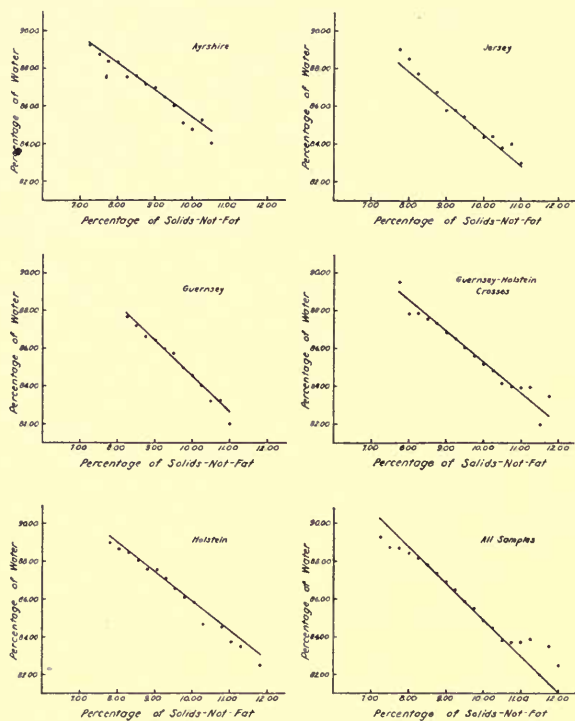 Ayrshire
Percentage of Water
90.00
88.00
86.00
84.00
82.00
7.00 8.00 9.00 10.00 11.00 12.00
Percentage of Solids-Not-Fat
Jersey
Percentage of Water
90.00
88.00
86.00
84.00
82.00
7.00 8.00 9.00 10.00 11.00 12.00
Percentage of Solids-Not-Fat
Guernsey
Percentage of Water
90.00
88.00
86.00
84.00
82.00
7.00 8.00 9.00 10.00 11.00 12.00
Percentage of Solids-Not-Fat
Guernsey-Holstein
Crosses
Percentage of Water
90.00
88.00
86.00
84.00
82.00
7.00 8.00 9.00 10.00 11.00 12.00
Percentage of Solids-Not-Fat
Holstein
Percentage of Water
90.00
88.00
86.00
84.00
82.00
7.00 8.00 9.00 10.00 11.00 12.00
Percentage of Solids-Not-Fat
All Samples
Percentage of Water
90.00
88.00
86.00
84.00
82.00
7.00 8.00 9.00 10.00 11.00 12.00
Percentage of Solids-Not-Fat